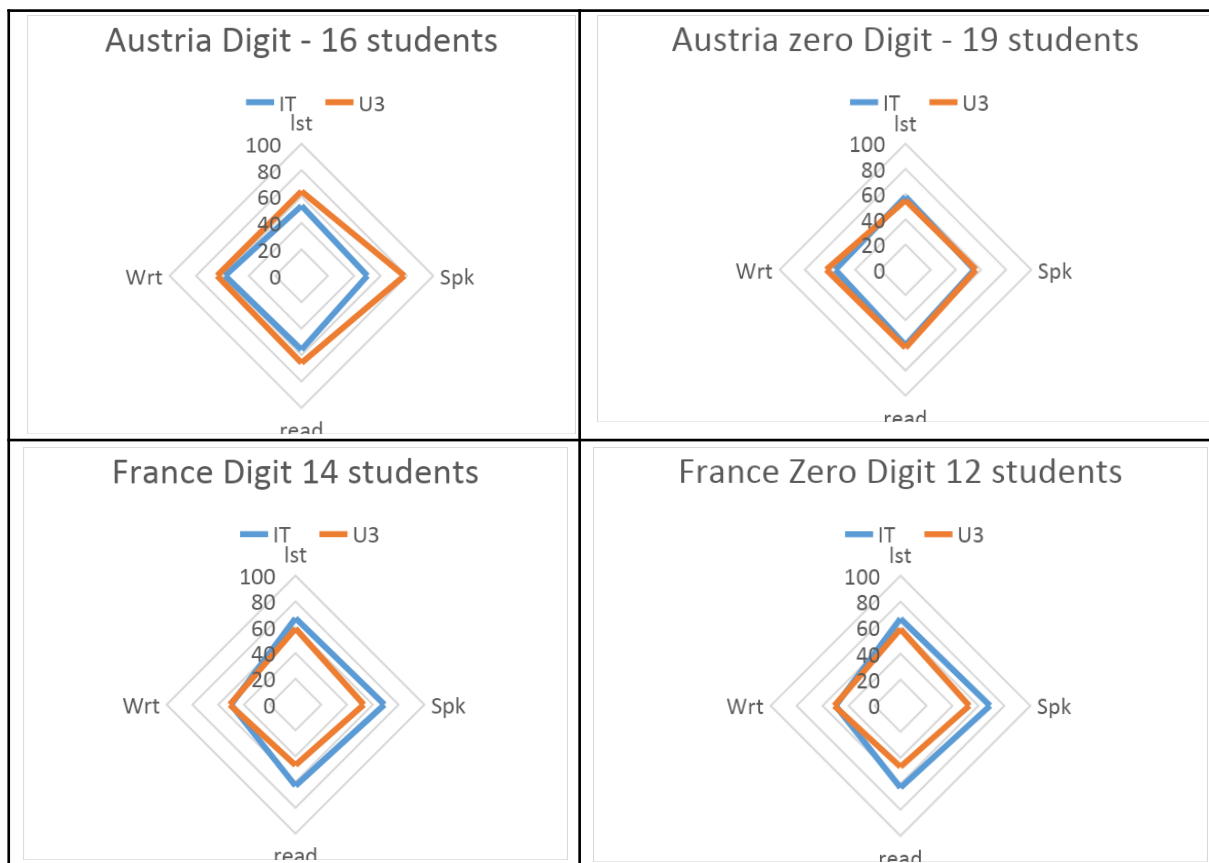 Austria Digit - 16 students
IT U3
lst
100
80
60
40
20
0
Wrt
Spk
read
Austria zero Digit - 19 students
IT U3
lst
100
80
60
40
20
0
Wrt
Spk
read
France Digit 14 students
IT U3
lst
100
80
60
40
20
0
Wrt
Spk
read
France Zero Digit 12 students
IT U3
lst
100
80
60
40
20
0
Wrt
Spk
read